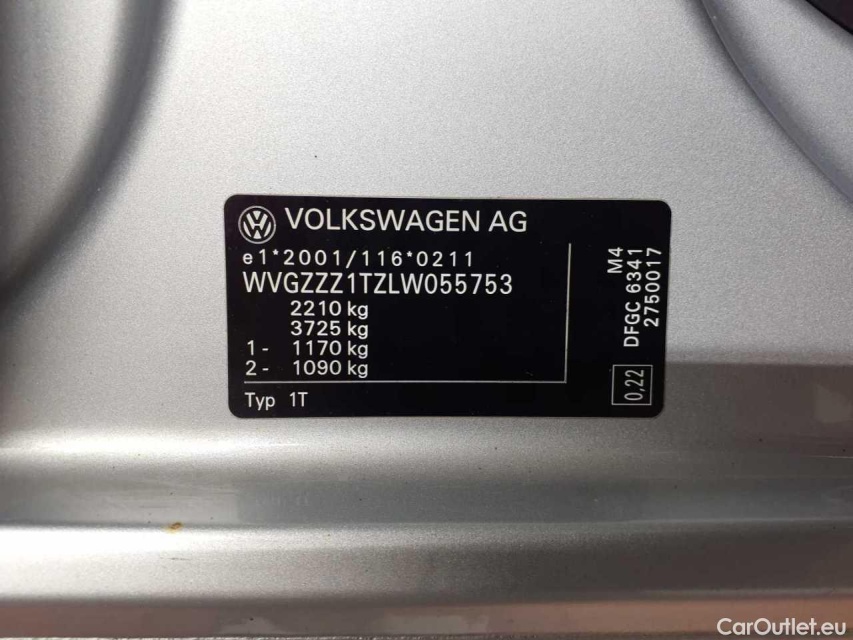 VOLKSWAGEN AG
e1*2001/116*0211
WVGZZZ1TZLW055753
2210 kg
3725 kg
1- 1170 kg
2- 1090 kg
Typ 1T
M4
DFGC 6341
2750017
0,22
CarOutlet.eu